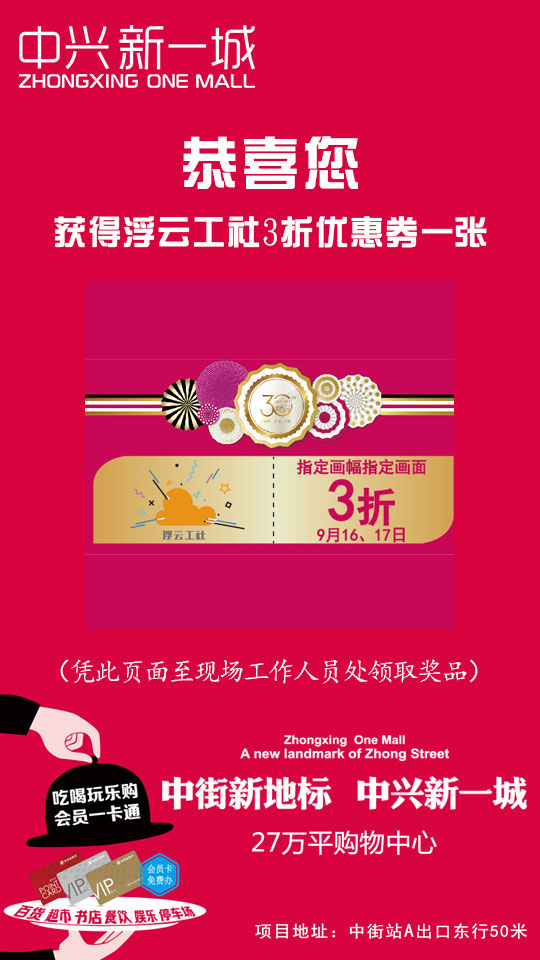 中兴新一城
ZHONGXING ONE MALL
恭喜您
获得浮云工社3折优惠券一张
30
指定画幅指定画面
3折
9月16、17日
浮云工社
（凭此页面至现场工作人员处领取奖品）
Zhongxing One Mall
A new landmark of Zhong Street
中街新地标 中兴新一城
27万平购物中心
吃喝玩乐购
会员一卡通
POINT
CARD
VIP
VIP
会员卡
免费办
百货 超市 书店 餐饮 娱乐 停车场
项目地址：中街站A出口东行50米